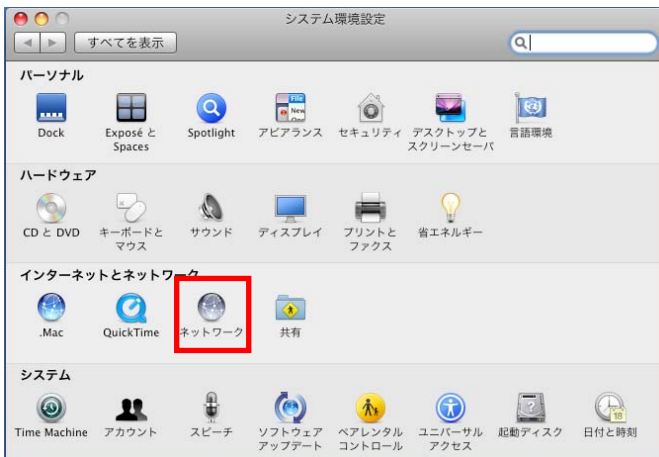 システム環境設定
すべてを表示
パーソナル
Dock
Exposé と
Spaces
Spotlight
アピアランス
セキュリティ
デスクトップと
スクリーンセーバ
言語環境
ハードウェア
CD と DVD
キーボードと
マウス
サウンド
ディスプレイ
プリントと
ファクス
省エネルギー
インターネットとネットワーク
.Mac
QuickTime
ネットワーク
共有
システム
Time Machine
アカウント
スピーチ
ソフトウェア
アップデート
ペアレンタル
コントロール
ユニバーサル
アクセス
起動ディスク
日付と時刻